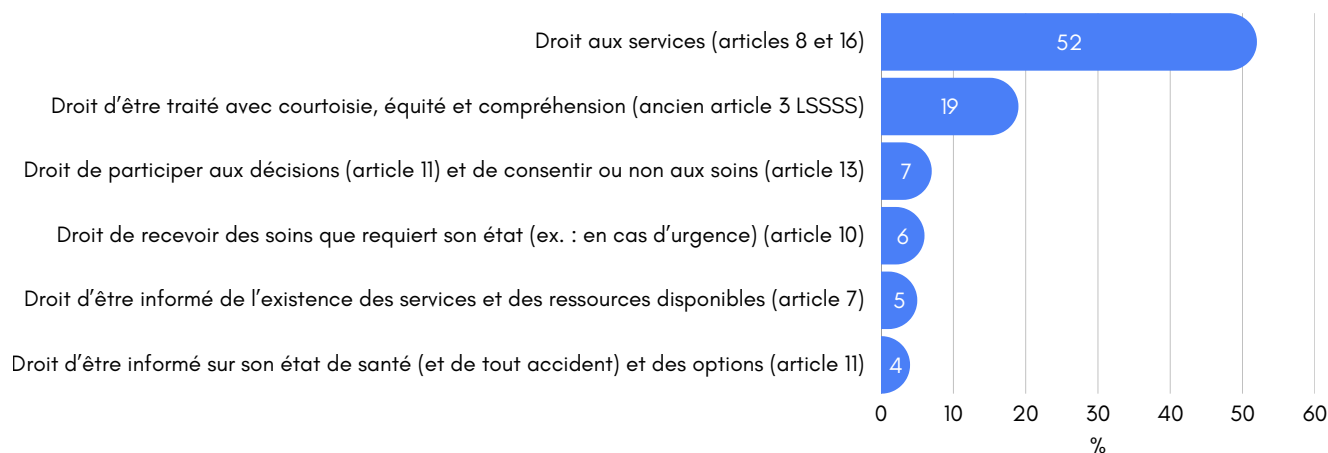 Droit aux services (articles 8 et 16)
52
Droit d’être traité avec courtoisie, équité et compréhension (ancien article 3 LSSSS)
19
Droit de participer aux décisions (article 11) et de consentir ou non aux soins (article 13)
7
Droit de recevoir des soins que requiert son état (ex. : en cas d’urgence) (article 10)
6
Droit d’être informé de l’existence des services et des ressources disponibles (article 7)
5
Droit d’être informé sur son état de santé (et de tout accident) et des options (article 11)
4
0 10 20 30 40 50 60
%